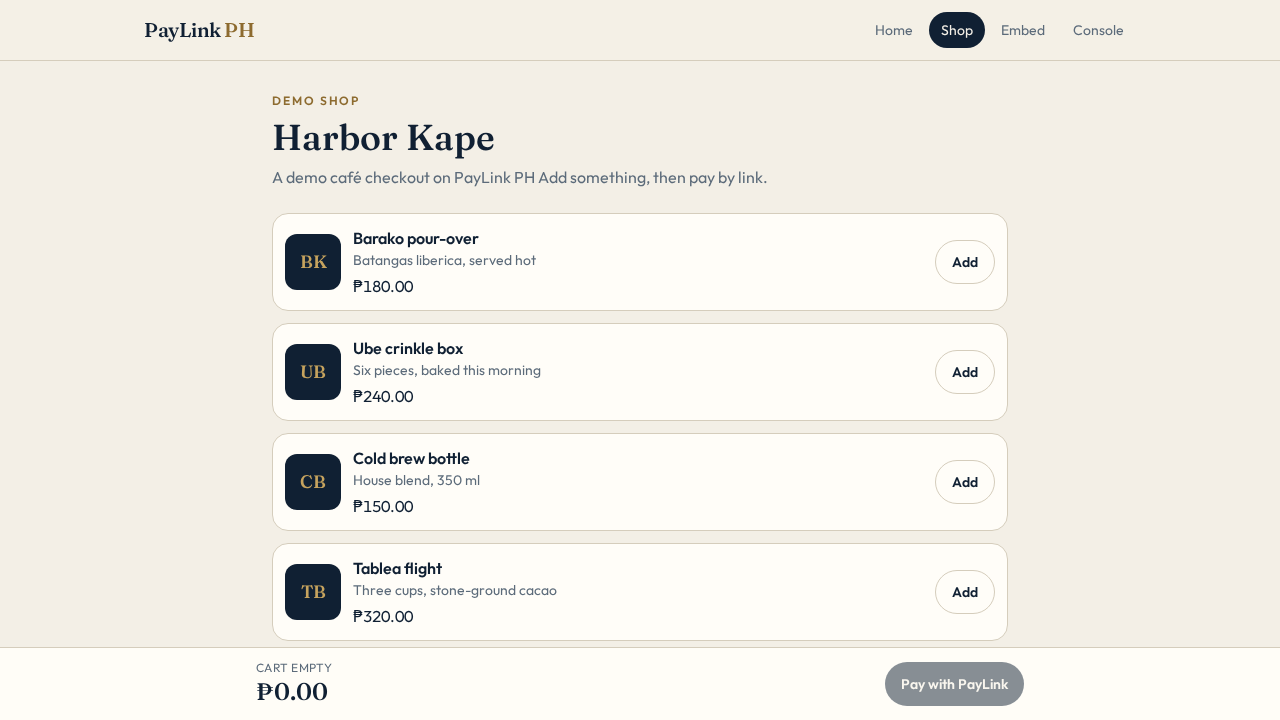 PayLink PH
Home
Shop
Embed
Console
DEMO SHOP
Harbor Kape
A demo café checkout on PayLink PH Add something, then pay by link.
BK
Barako pour-over
Batangas liberica, served hot
₱180.00
Add
UB
Ube crinkle box
Six pieces, baked this morning
₱240.00
Add
CB
Cold brew bottle
House blend, 350 ml
₱150.00
Add
TB
Tablea flight
Three cups, stone-ground cacao
₱320.00
Add
CART EMPTY
₱0.00
Pay with PayLink